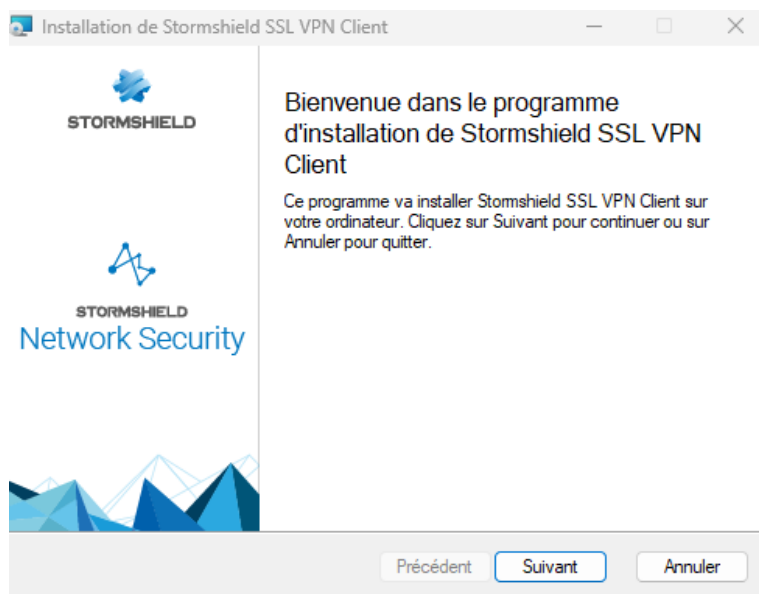 Installation de Stormshield SSL VPN Client
STORMSHIELD
STORMSHIELD
Network Security
Bienvenue dans le programme
d'installation de Stormshield SSL VPN
Client
Ce programme va installer Stormshield SSL VPN Client sur
votre ordinateur. Cliquez sur Suivant pour continuer ou sur
Annuler pour quitter.
Précédent
Suivant
Annuler